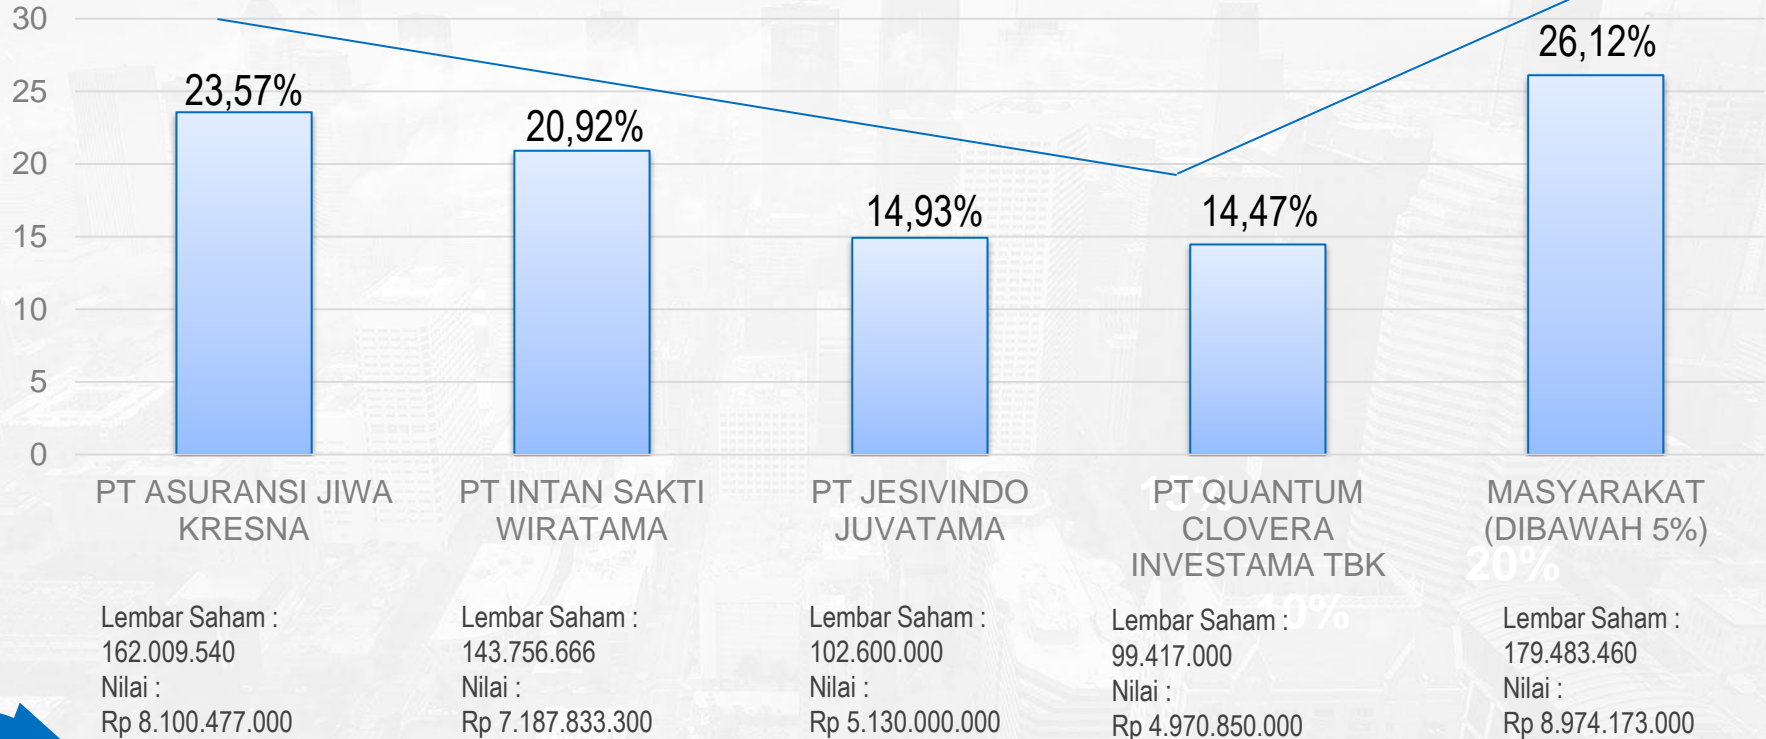 30
25
20
15
10
5
0
23,57%
20,92%
14,93%
14,47%
26,12%
PT ASURANSI JIWA
KRESNA
PT INTAN SAKTI
WIRATAMA
PT JESIVINDO
JUVATAMA
PT QUANTUM
CLOVERA
INVESTAMA TBK
MASYARAKAT
(DIBAWAH 5%)
15%
20%
10%
Lembar Saham :
162.009.540
Nilai :
Rp 8.100.477.000
Lembar Saham :
143.756.666
Nilai :
Rp 7.187.833.300
Lembar Saham :
102.600.000
Nilai :
Rp 5.130.000.000
Lembar Saham :
99.417.000
Nilai :
Rp 4.970.850.000
Lembar Saham :
179.483.460
Nilai :
Rp 8.974.173.000